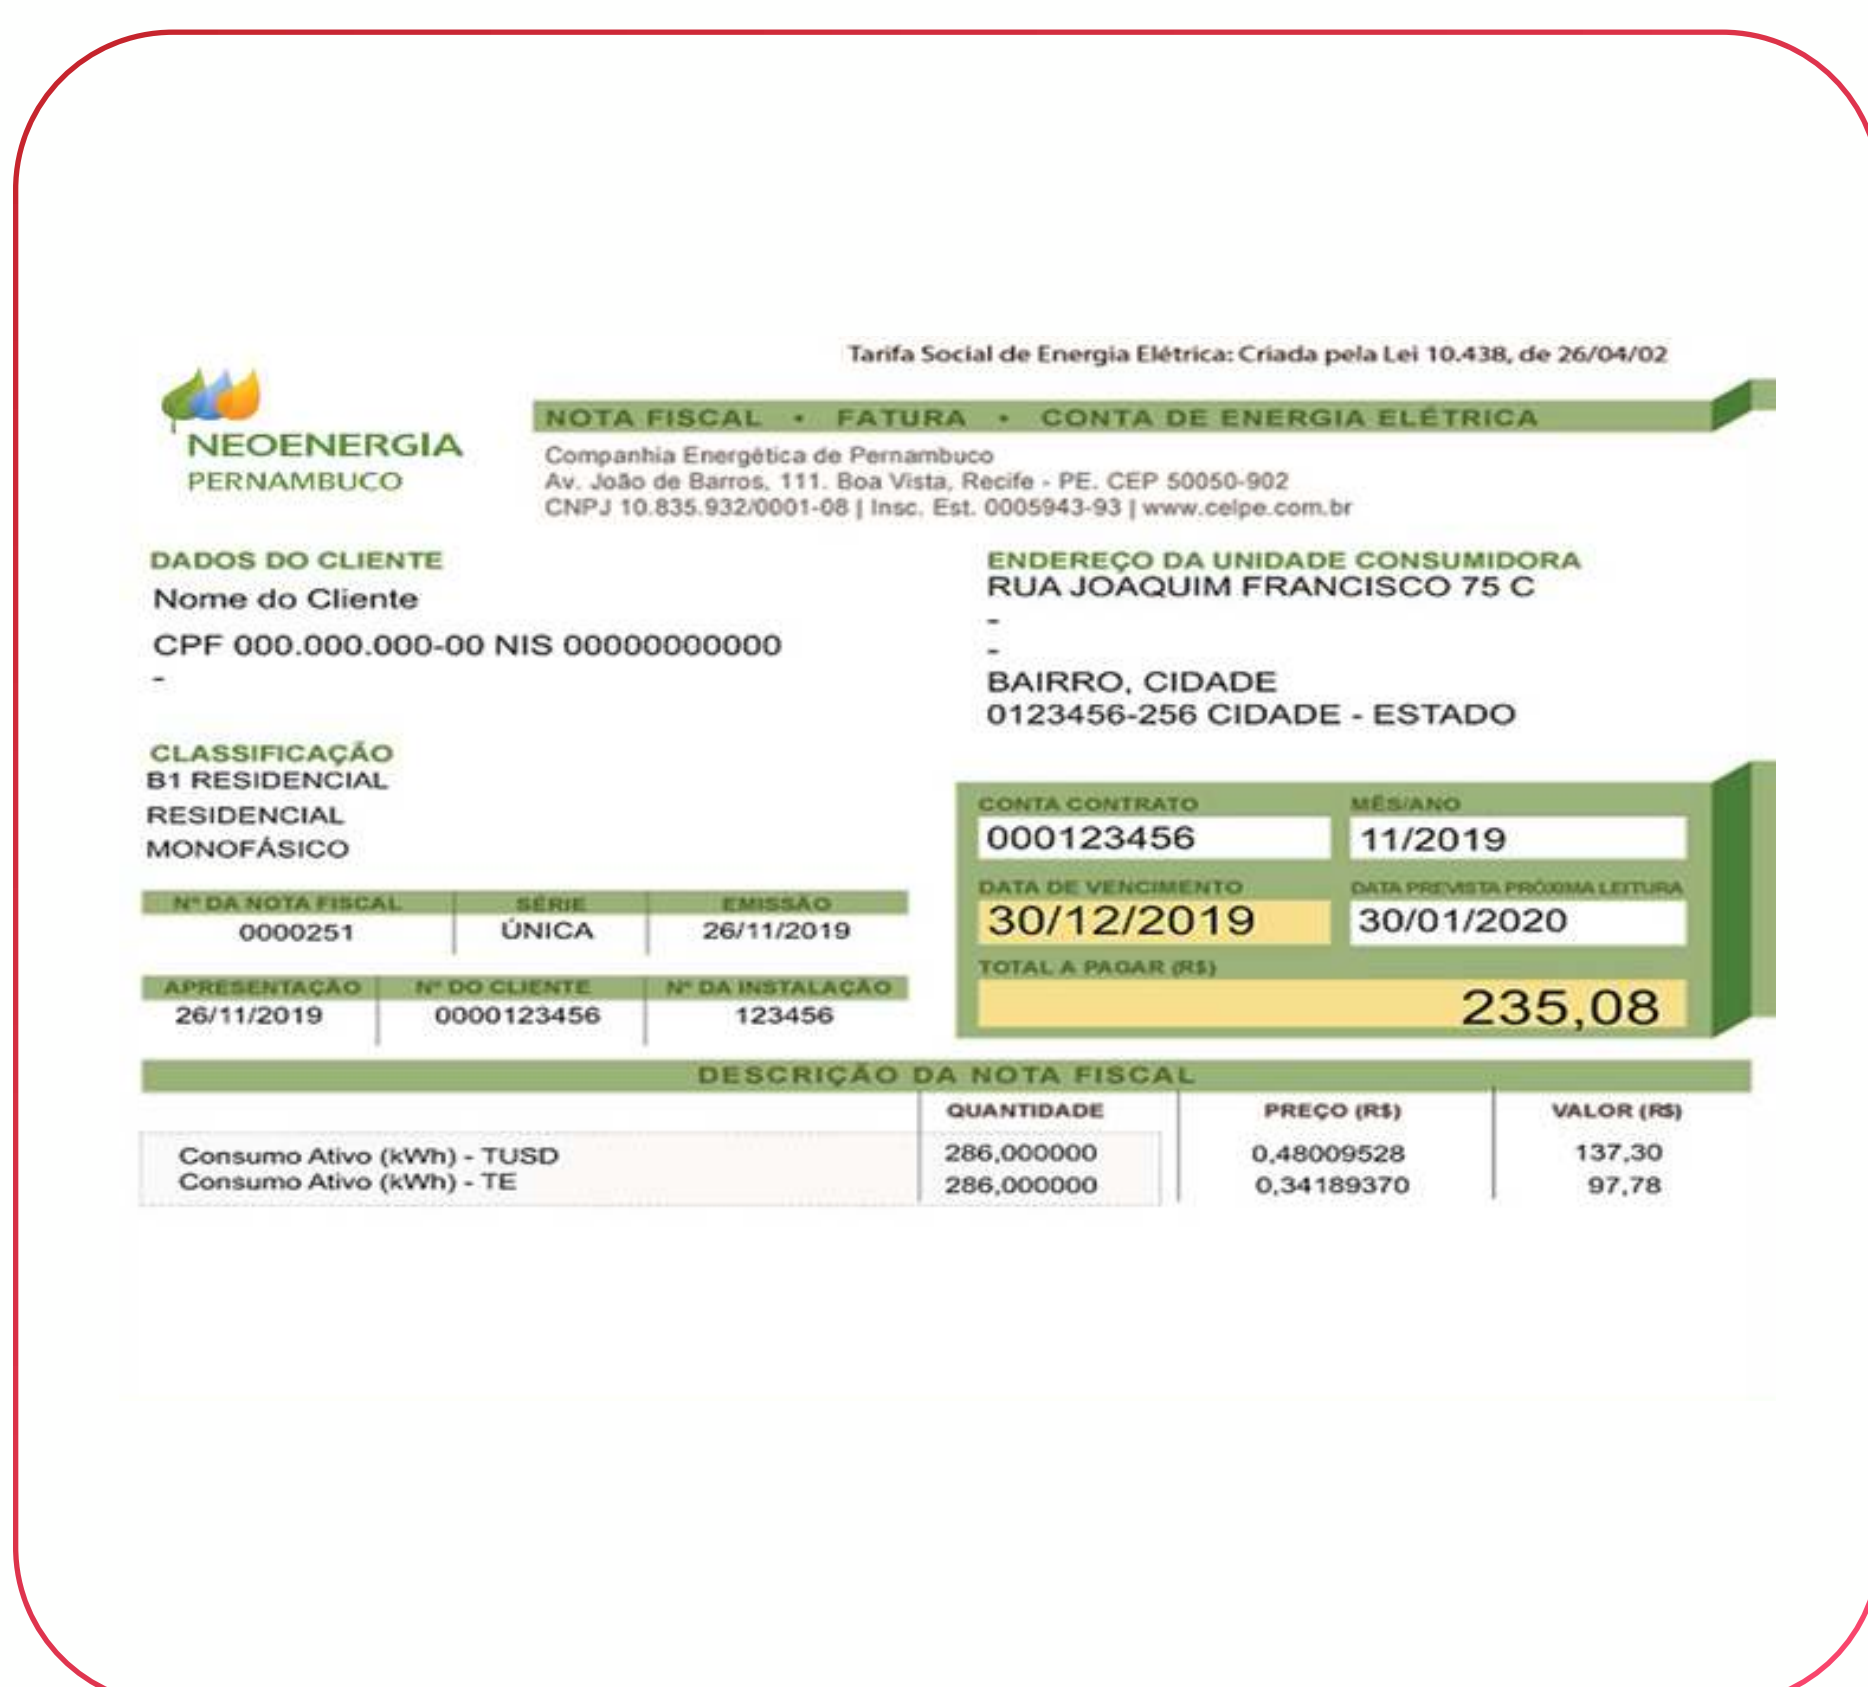 Tarifa Social de Energia Elétrica: Criada pela Lei 10.438, de 26/04/02
NEOENERGIA
PERNAMBUCO
NOTA FISCAL • FATURA • CONTA DE ENERGIA ELÉTRICA
Companhia Energética de Pernambuco
Av. João de Barros, 111. Boa Vista, Recife - PE. CEP 50050-902
CNPJ 10.835.932/0001-08 | Insc. Est. 0005943-93 | www.celpe.com.br
DADOS DO CLIENTE
Nome do Cliente
CPF 000.000.000-00 NIS 00000000000
-
ENDEREÇO DA UNIDADE CONSUMIDORA
RUA JOAQUIM FRANCISCO 75 C
-
-
BAIRRO, CIDADE
0123456-256 CIDADE - ESTADO
CLASSIFICAÇÃO
B1 RESIDENCIAL
RESIDENCIAL
MONOFÁSICO
CONTA CONTRATO MÊS/ANO
000123456 11/2019
DATA DE VENCIMENTO DATA PREVISTA PRÓXIMA LEITURA
30/12/2019 30/01/2020
TOTAL A PAGAR (R$)
235,08
Nº DA NOTA FISCAL SÉRIE EMISSÃO
0000251 ÚNICA 26/11/2019
APRESENTAÇÃO Nº DO CLIENTE Nº DA INSTALAÇÃO
26/11/2019 0000123456 123456
DESCRIÇÃO DA NOTA FISCAL
QUANTIDADE PREÇO (R$) VALOR (R$)
Consumo Ativo (kWh) - TUSD 286,000000 0,48009528 137,30
Consumo Ativo (kWh) - TE 286,000000 0,34189370 97,78